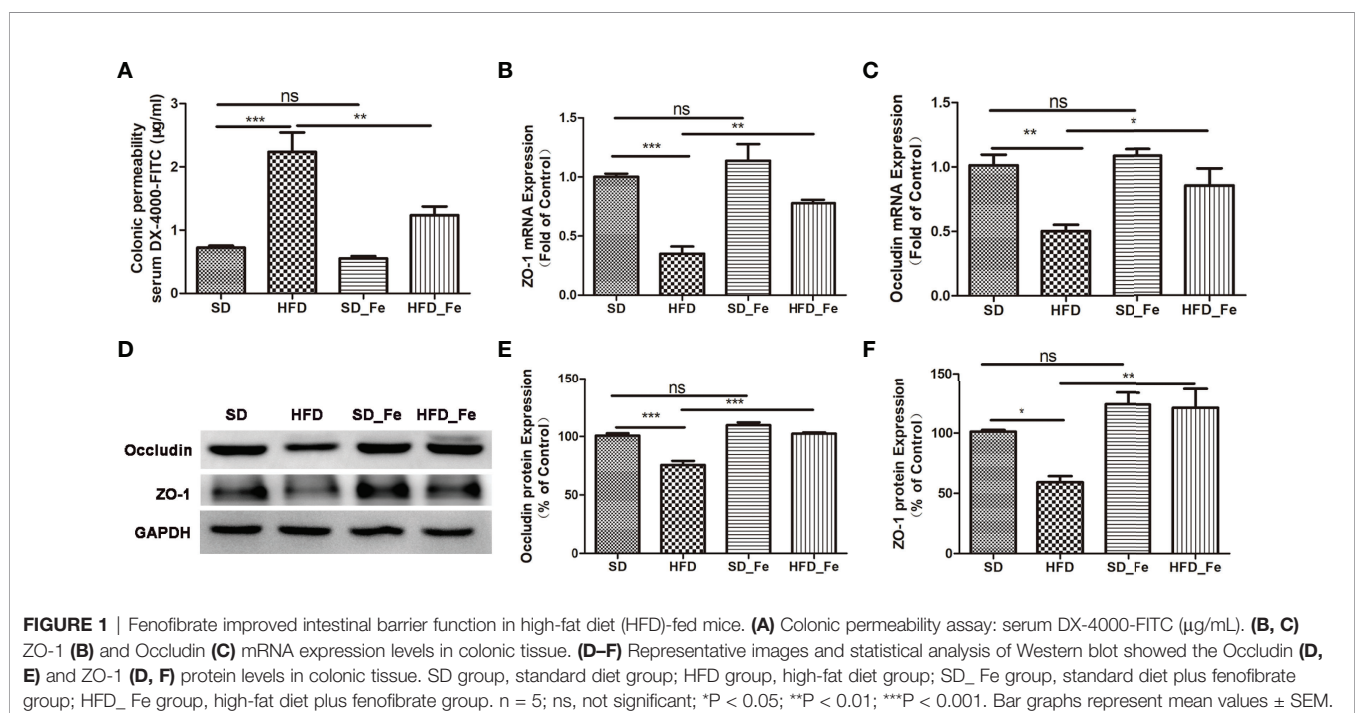 A
Colonic permeability
serum DX-4000-FITC (µg/ml)
3
2
1
0
ns
***
**
SD
HFD
SD_Fe
HFD_Fe
B
ZO-1 mRNA Expression
(Fold of Control)
1.5
1.0
0.5
0.0
ns
***
**
SD
HFD
SD_Fe
HFD_Fe
C
Occludin mRNA Expression
(Fold of Control)
1.5
1.0
0.5
0.0
ns
**
*
SD
HFD
SD_Fe
HFD_Fe
D
SD HFD SD_Fe HFD_Fe
Occludin
ZO-1
GAPDH
E
Occludin protein Expression
(% of Control)
150
100
50
0
ns
***
***
SD
HFD
SD_Fe
HFD_Fe
F
ZO-1 protein Expression
(% of Control)
150
100
50
0
ns
*
**
SD
HFD
SD_Fe
HFD_Fe
FIGURE 1 | Fenofibrate improved intestinal barrier function in high-fat diet (HFD)-fed mice. (A) Colonic permeability assay: serum DX-4000-FITC (µg/mL). (B, C)
ZO-1 (B) and Occludin (C) mRNA expression levels in colonic tissue. (D–F) Representative images and statistical analysis of Western blot showed the Occludin (D,
E) and ZO-1 (D, F) protein levels in colonic tissue. SD group, standard diet group; HFD group, high-fat diet group; SD_ Fe group, standard diet plus fenofibrate
group; HFD_ Fe group, high-fat diet plus fenofibrate group. n = 5; ns, not significant; *P < 0.05; **P < 0.01; ***P < 0.001. Bar graphs represent mean values ± SEM.